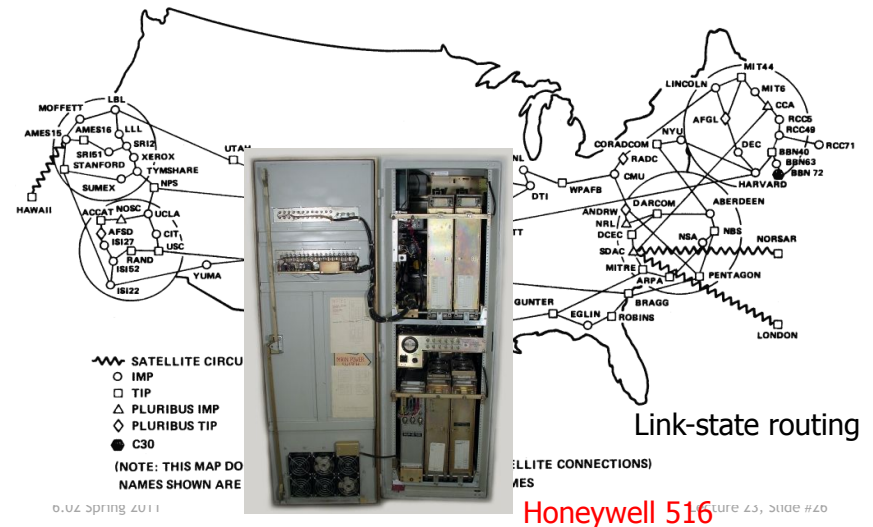 MIT44
LINCOLN
MIT6
CCA
LBL
MOFFETT
AFGL
RCC5
AMES16
LLL
RCC49
AMES15
SRI2
CORADCOM
NYU
DEC
RCC71
SRI51
XEROX
UTAH
RADC
BBN40
STANFORD
TYMSHARE
CMU
BBN63
SUMEX
NPS
DTI
WPAFB
HARVARD
BBN 72
HAWAII
ABERDEEN
ACCAT
NOSC
UCLA
ANDRW
DARCOM
AFSD
CIT
NRL
NBS
ISI27
DCEC
NSA
NORSAR
RAND
USC
SDAC
ISI52
YUMA
MITRE
PENTAGON
ISI22
ARPA
GUNTER
BRAGG
EGLIN
ROBINS
LONDON
SATELLITE CIRCU
IMP
TIP
PLURIBUS IMP
PLURIBUS TIP
C30
Link-state routing
(NOTE: THIS MAP DO
ELLITE CONNECTIONS)
NAMES SHOWN ARE
MES
6.02 Spring 2011
Honeywell 516
Lecture 23, Slide #26